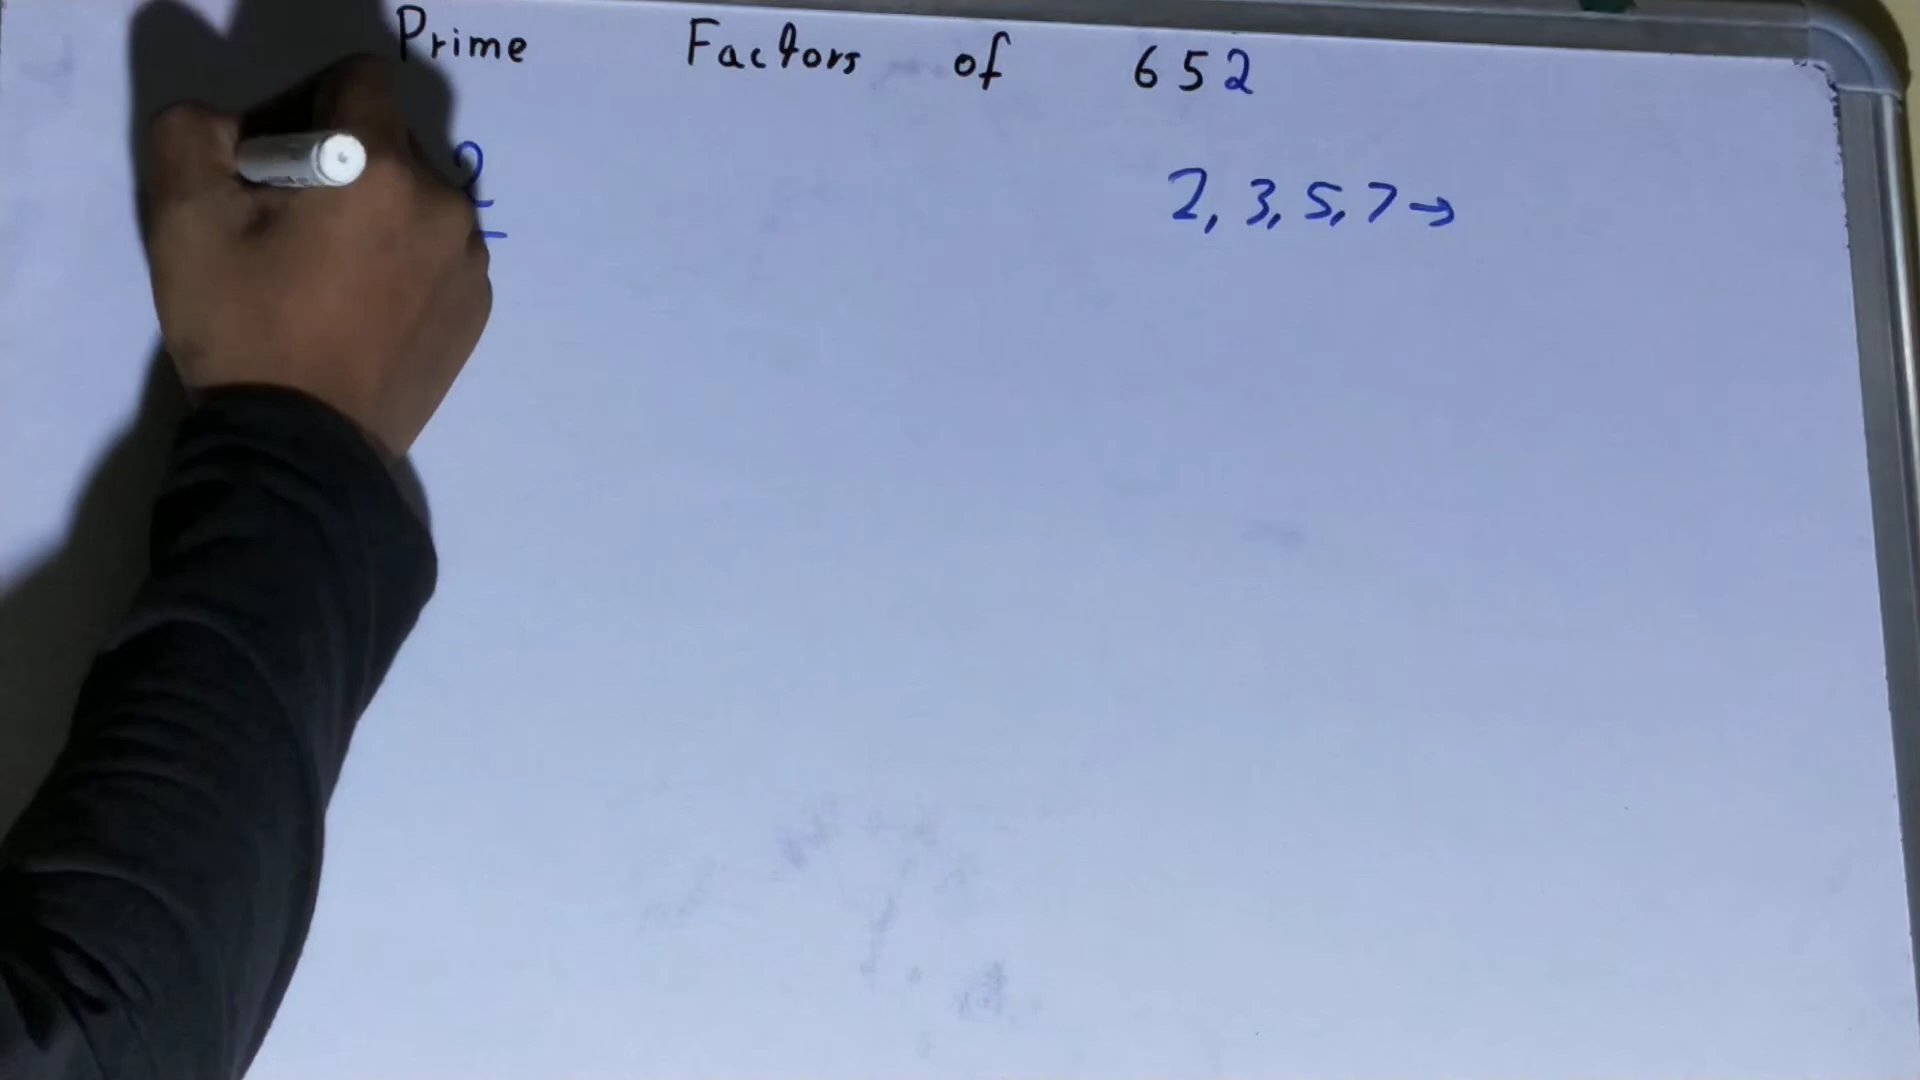 Prime Factors of 652
2
2, 3, 5, 7 →